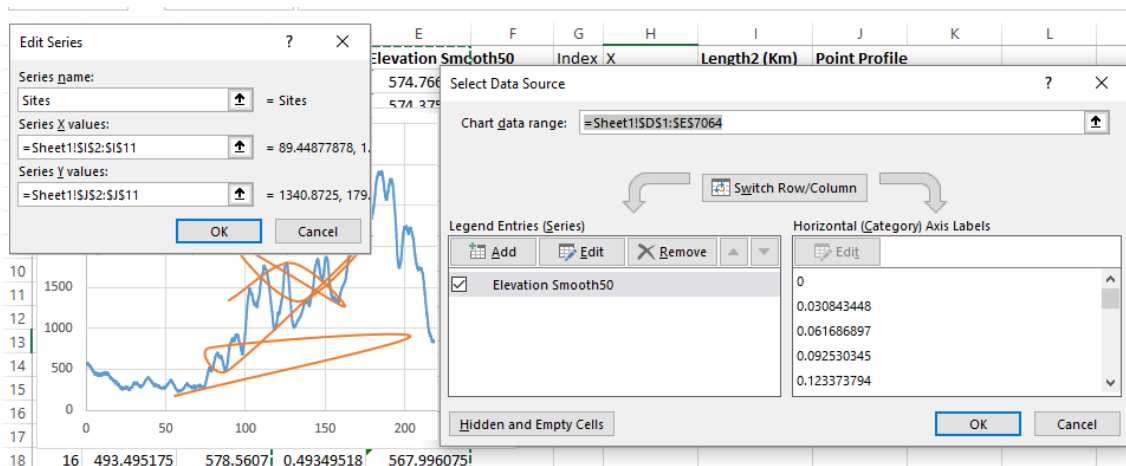 E F G H I J K L
Elevation Smooth50 Index X Length2 (Km) Point Profile
574.766
574.375
Edit Series ? X
Series name:
Sites = Sites
Series X values:
=Sheet1!$I$2:$I$11 = 89.44877878, 1.
Series Y values:
=Sheet1!$J$2:$J$11 = 1340.8725, 179.
OK Cancel
Select Data Source ? X
Chart data range: =Sheet1!$D$1:$E$7064
Switch Row/Column
Legend Entries (Series)
Add Edit Remove
Elevation Smooth50
Horizontal (Category) Axis Labels
Edit
0
0.030843448
0.061686897
0.092530345
0.123373794
Hidden and Empty Cells
OK Cancel
10
11
12
13
14
15
16
17
1500
1000
500
0
0 50 100 150 200
18 16 493.495175 578.5607 0.49349518 567.996075